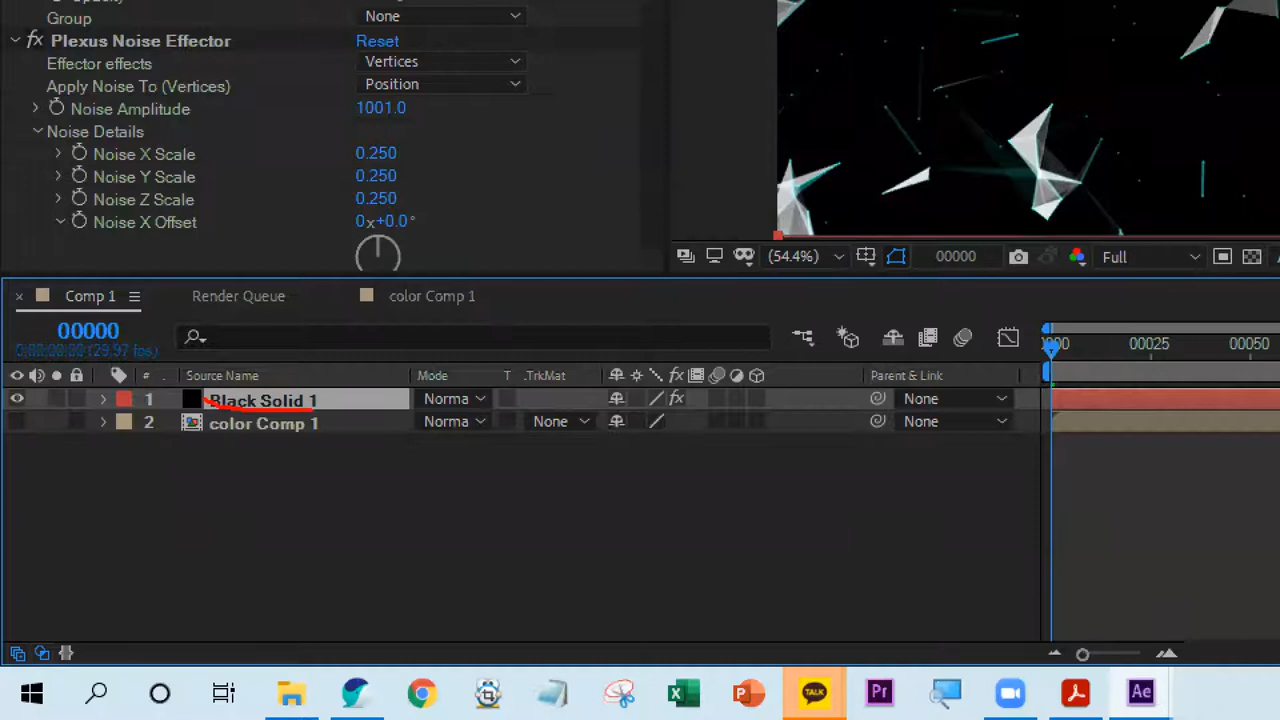 Group None
fx Plexus Noise Effector Reset
Effector effects Vertices
Apply Noise To (Vertices) Position
Noise Amplitude 1001.0
Noise Details
Noise X Scale 0.250
Noise Y Scale 0.250
Noise Z Scale 0.250
Noise X Offset 0x+0.0°
(54.4%) 00000 Full
× Comp 1 Render Queue color Comp 1
00000
# . Source Name Mode T .TrkMat fx Parent & Link
00025 00050
1 Black Solid 1 Norma fx None
2 color Comp 1 Norma None None
TALK Pr Ae